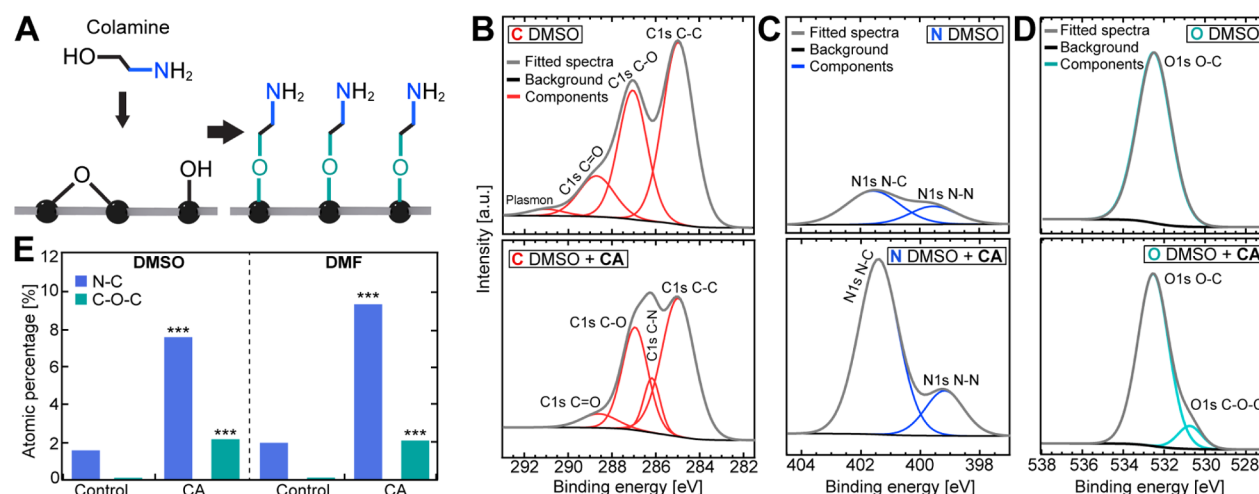 A
Colamine
HO
NH2
O
OH
NH2
NH2
NH2
O
O
O
B
C DMSO
Fitted spectra
Background
Components
C1s C-C
C1s C-O
C1s C=O
Plasmon
C DMSO + CA
C1s C-C
C1s C-O
C1s C-N
C1s C=O
292 290 288 286 284 282
Binding energy [eV]
Intensity [a.u.]
C
Fitted spectra
Background
Components
N DMSO
N1s N-C
N1s N-N
N DMSO + CA
N1s N-C
N1s N-N
404 402 400 398
Binding energy [eV]
D
Fitted spectra
Background
Components
O DMSO
O1s O-C
O DMSO + CA
O1s O-C
O1s C-O-C
538 536 534 532 530 528
Binding energy [eV]
E
DMSO
DMF
N-C
C-O-C
***
***
***
***
12
10
8
6
4
2
0
Atomic percentage [%]
Control CA Control CA